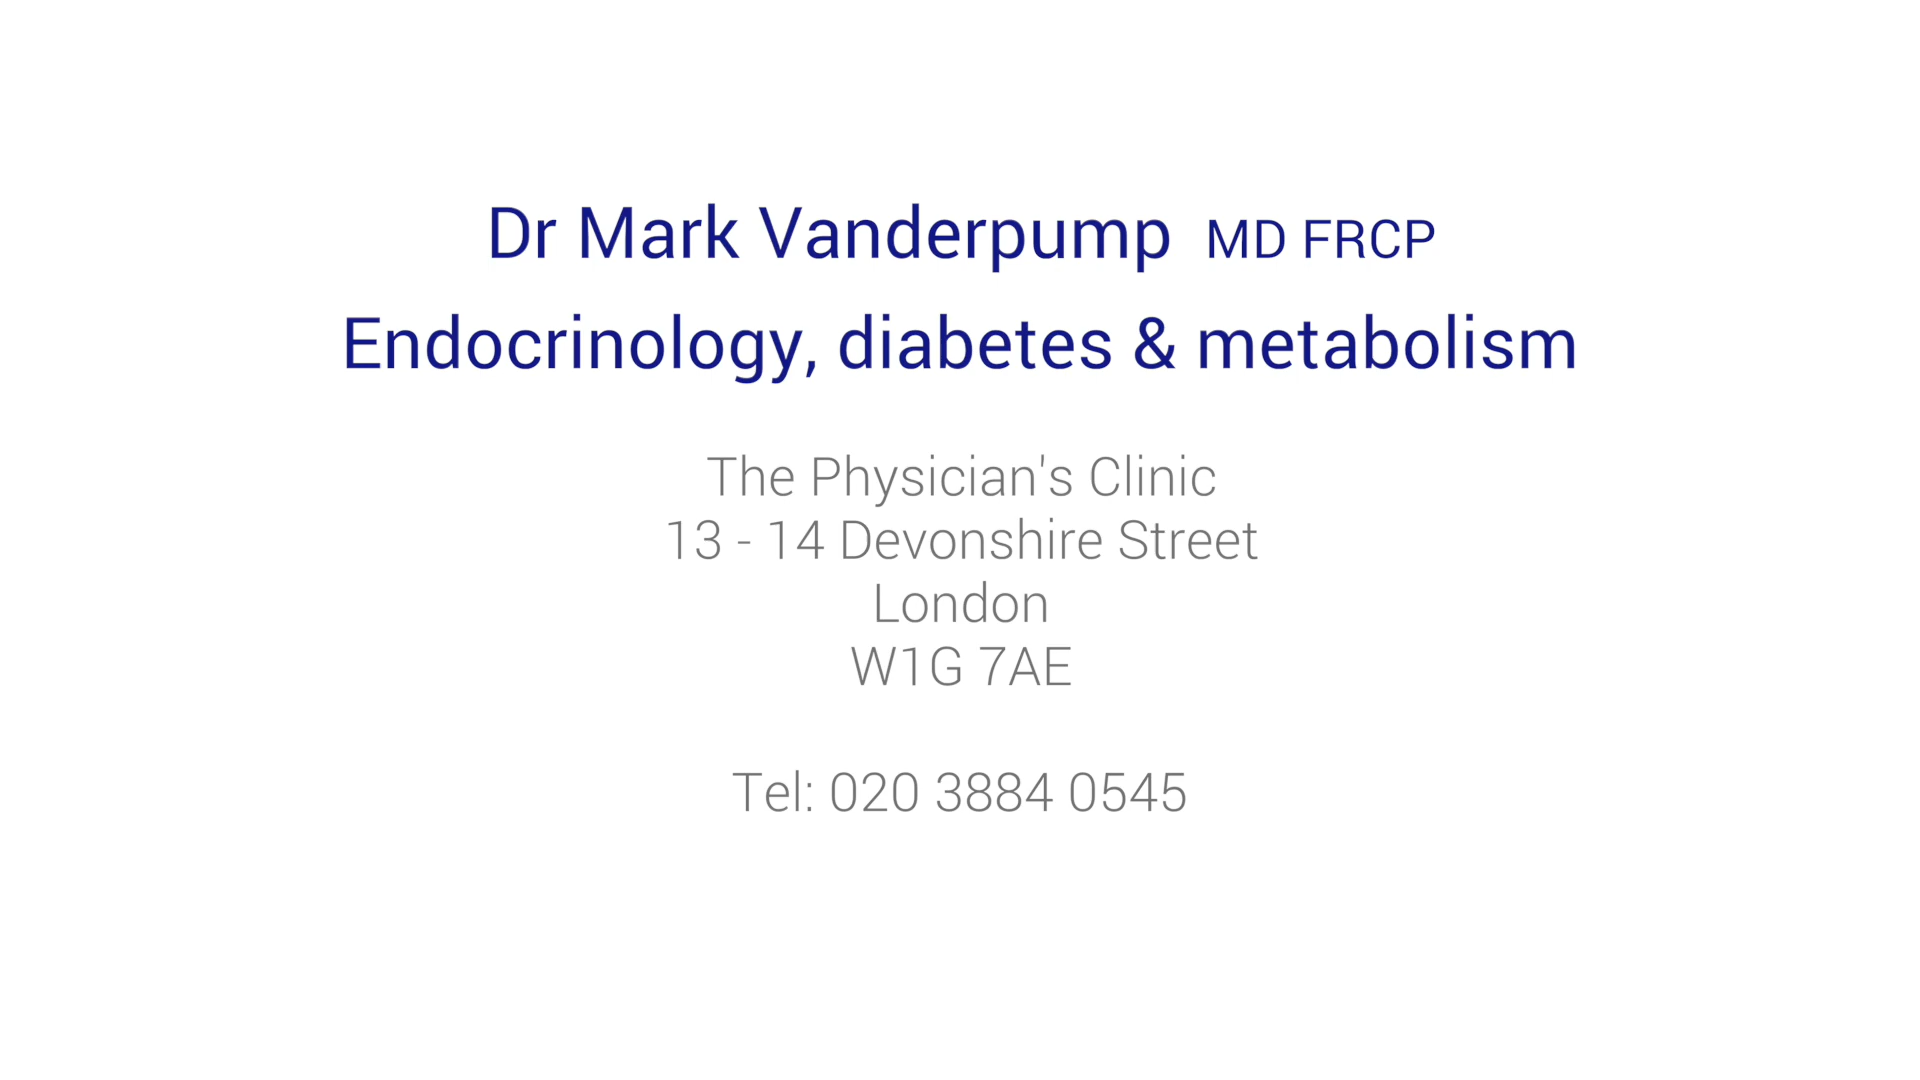 Dr Mark Vanderpump MD FRCP
Endocrinology, diabetes & metabolism
The Physician's Clinic
13 - 14 Devonshire Street
London
W1G 7AE
Tel: 020 3884 0545